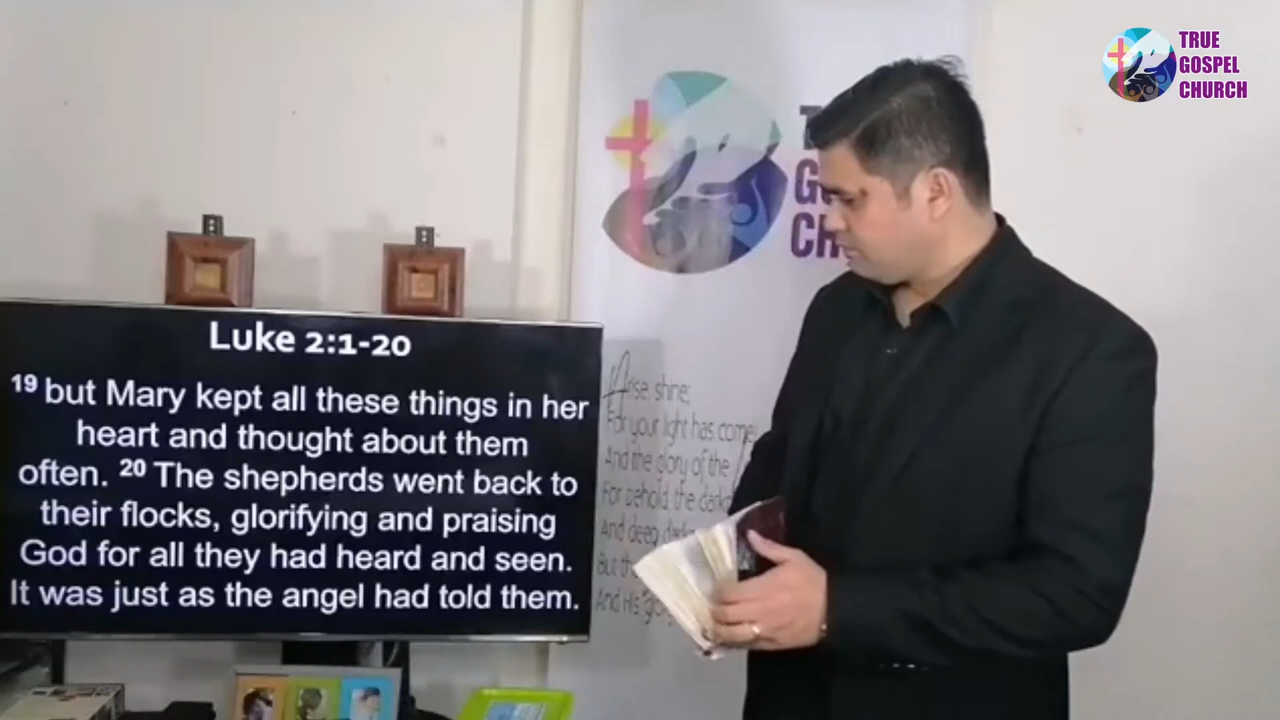 TRUE
GOSPEL
CHURCH
Luke 2:1-20
19 but Mary kept all these things in her
heart and thought about them
often. 20 The shepherds went back to
their flocks, glorifying and praising
God for all they had heard and seen.
It was just as the angel had told them.
Arise, shine;
For your light has come,
And the glory of the
For behold, the
And deep
But
And His